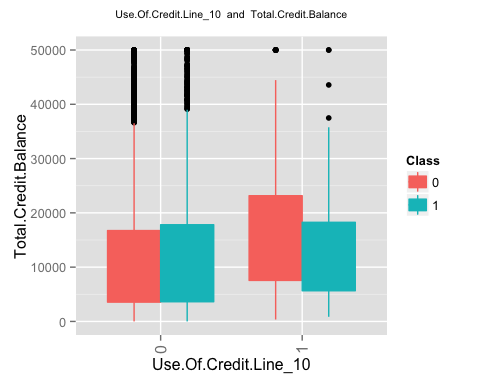 Use.Of.Credit.Line_10 and Total.Credit.Balance
Total.Credit.Balance
50000
40000
30000
20000
10000
0
0
1
Use.Of.Credit.Line_10
Class
0
1